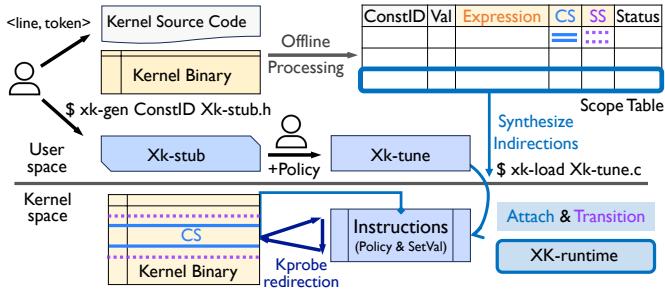 <line, token>
Kernel Source Code
Kernel Binary
Offline
Processing
ConstID Val Expression CS SS Status
Scope Table
$ xk-gen ConstID Xk-stub.h
User
space
Xk-stub
+Policy
Xk-tune
Synthesize
Indirections
$ xk-load Xk-tune.c
Kernel
space
CS
Kernel Binary
Kprobe
redirection
Instructions
(Policy & SetVal)
Attach & Transition
XK-runtime